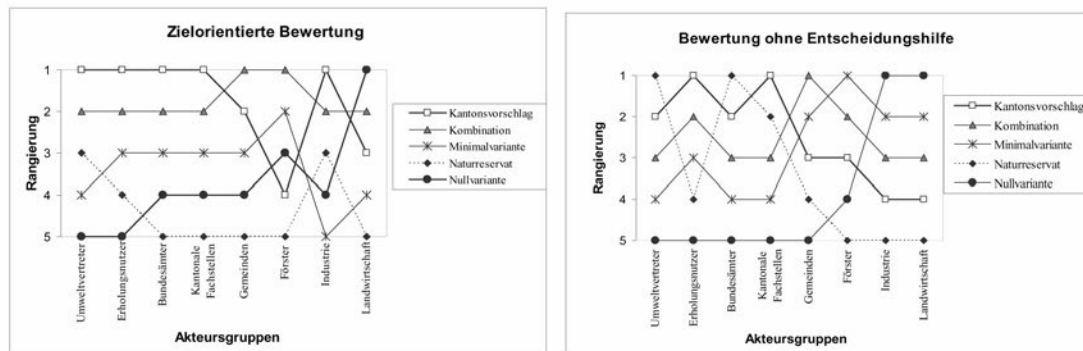 Zielorientierte Bewertung
1
2
3
4
5
Rangierung
Umweltvertreter
Erholungsnutzer
Bundesämter
Kantonale
Fachstellen
Gemeinden
Förster
Industrie
Landwirtschaft
Akteursgruppen
Kantonsvorschlag
Kombination
Minimalvariante
Naturreservat
Nullvariante
Bewertung ohne Entscheidungshilfe
1
2
3
4
5
Rangierung
Umweltvertreter
Erholungsnutzer
Bundesämter
Kantonale
Fachstellen
Gemeinden
Förster
Industrie
Landwirtschaft
Akteursgruppen
Kantonsvorschlag
Kombination
Minimalvariante
Naturreservat
Nullvariante